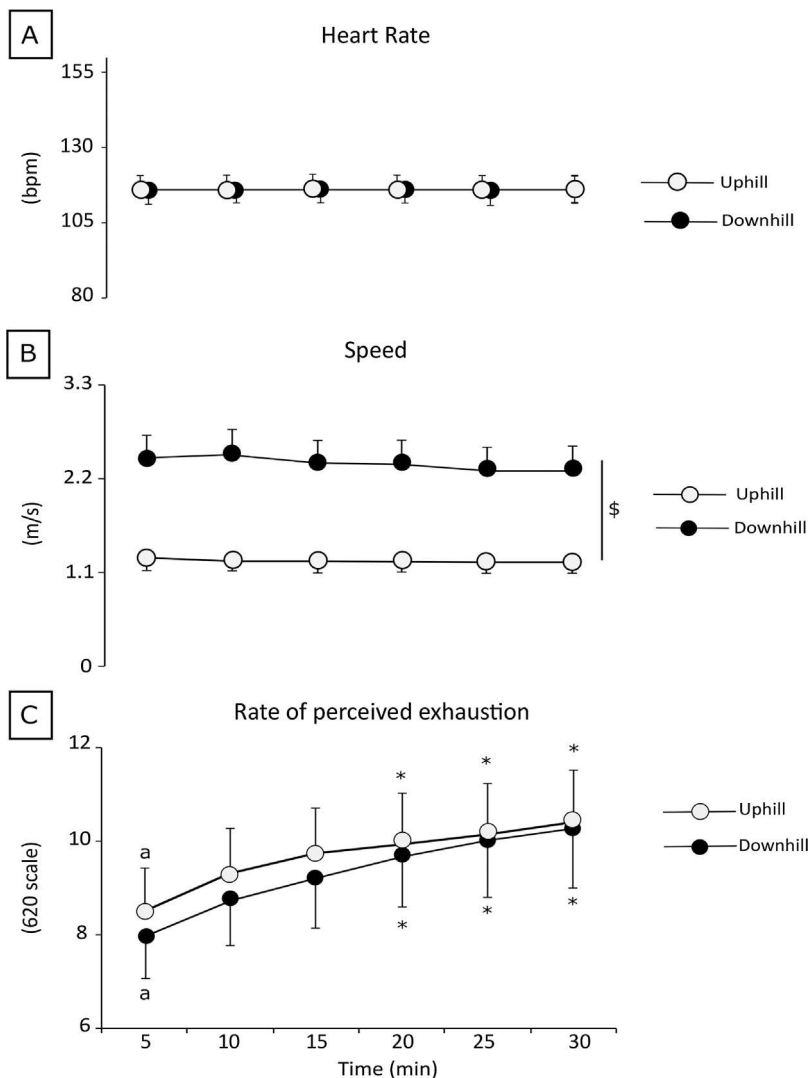 A
Heart Rate
155
130
105
80
(bpm)
Uphill
Downhill
B
Speed
3.3
2.2
1.1
0
(m/s)
$
Uphill
Downhill
C
Rate of perceived exhaustion
12
10
8
6
(620 scale)
a
* * *
* * *
a
Uphill
Downhill
5 10 15 20 25 30
Time (min)